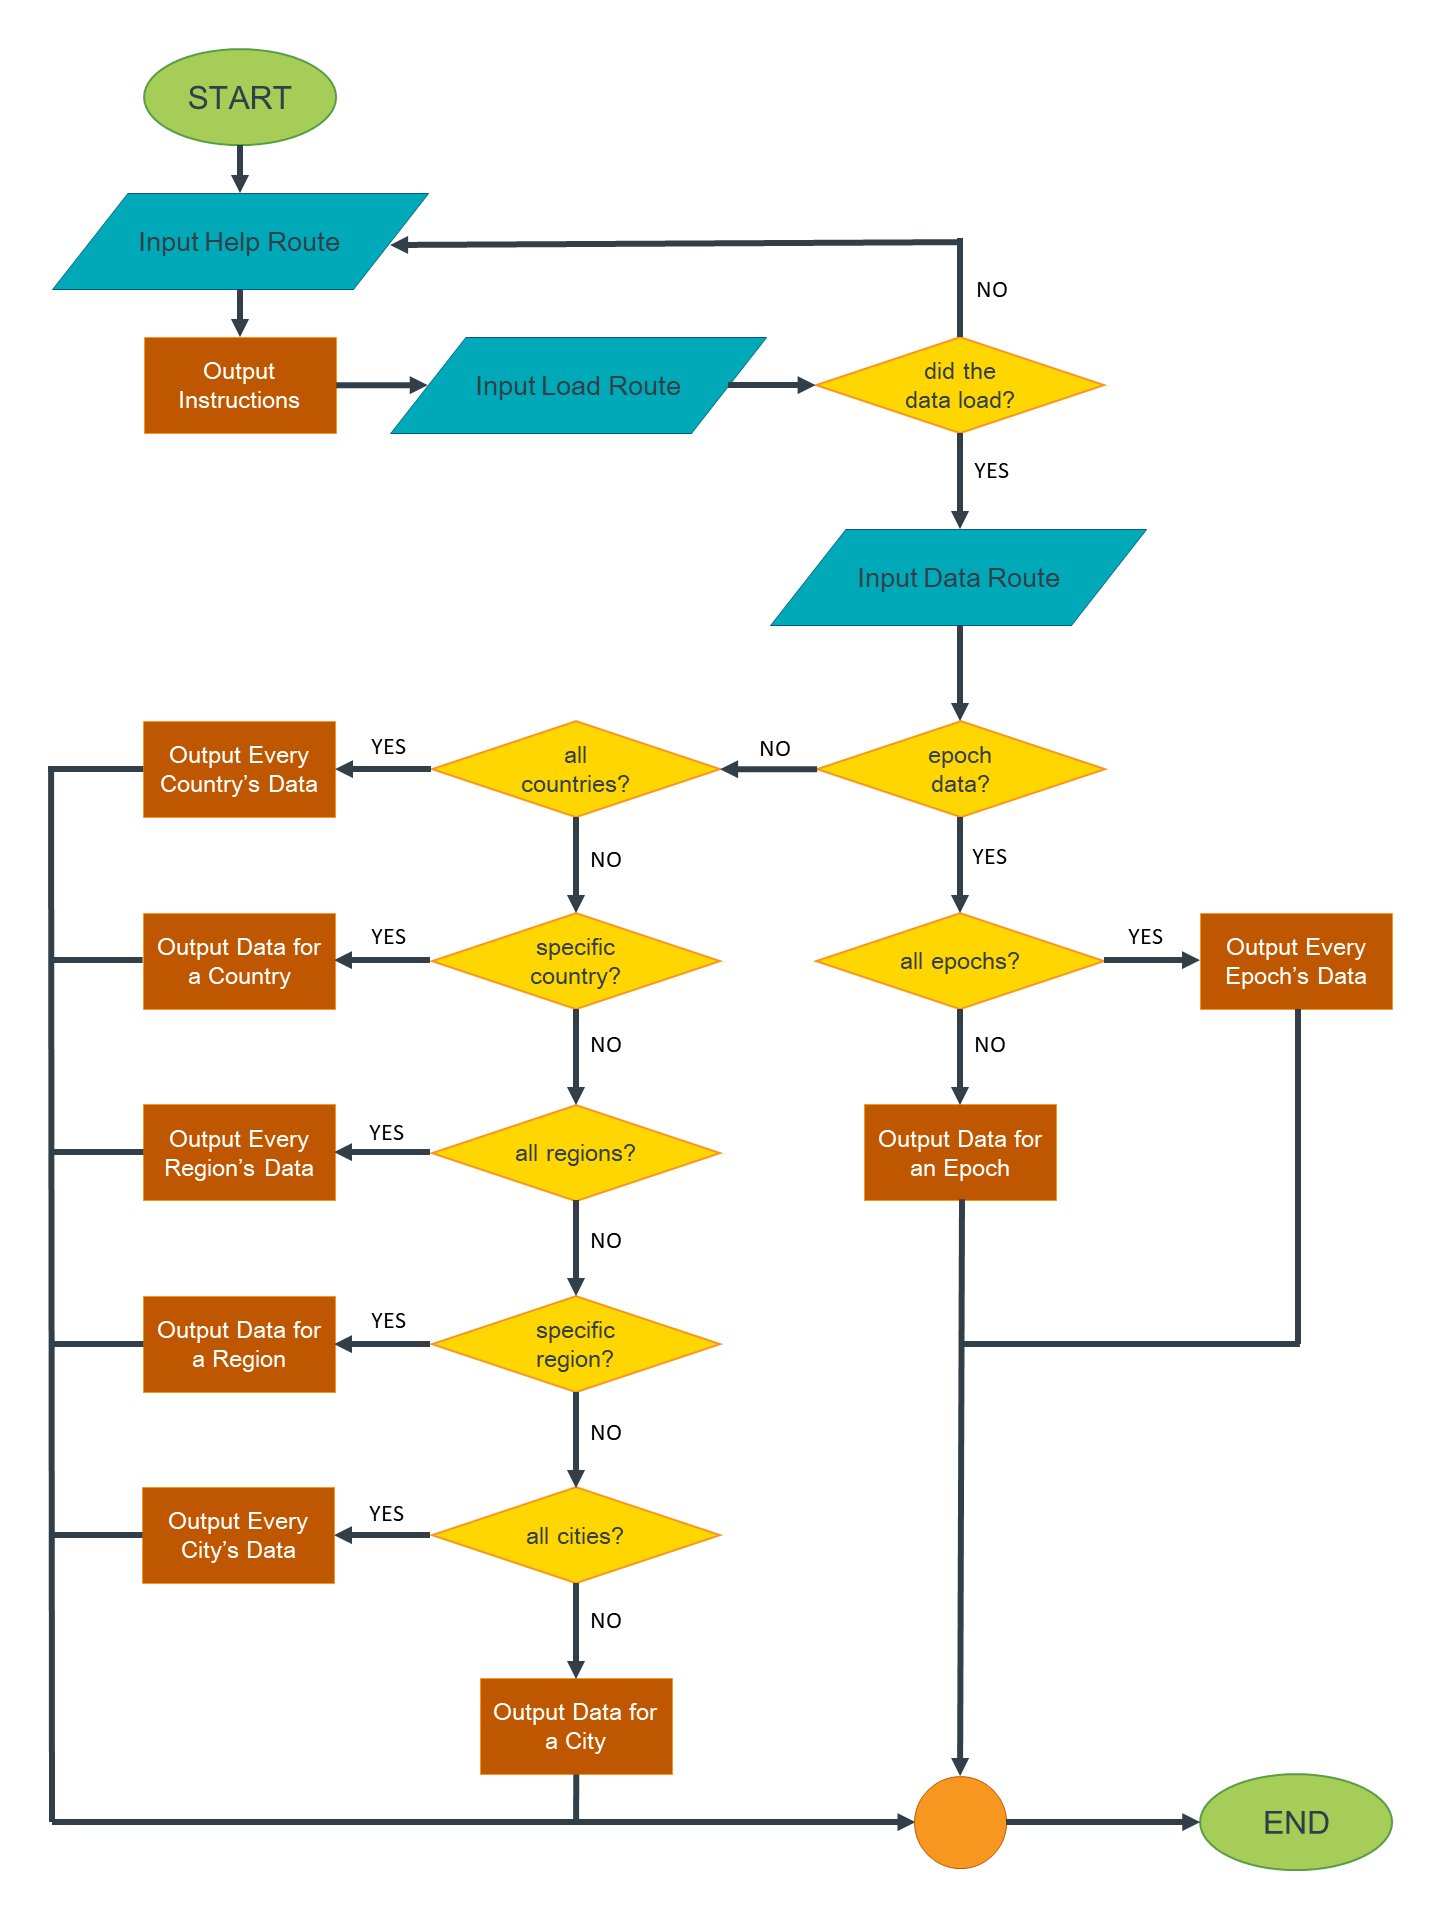 START
Input Help Route
NO
Output
Instructions
Input Load Route
did the
data load?
YES
Input Data Route
Output Every
Country’s Data
YES
all
countries?
NO
epoch
data?
NO
YES
Output Data for
a Country
YES
specific
country?
all epochs?
YES
Output Every
Epoch’s Data
NO
NO
Output Every
Region’s Data
YES
all regions?
Output Data for
an Epoch
NO
Output Data for
a Region
YES
specific
region?
NO
Output Every
City’s Data
YES
all cities?
NO
Output Data for
a City
END